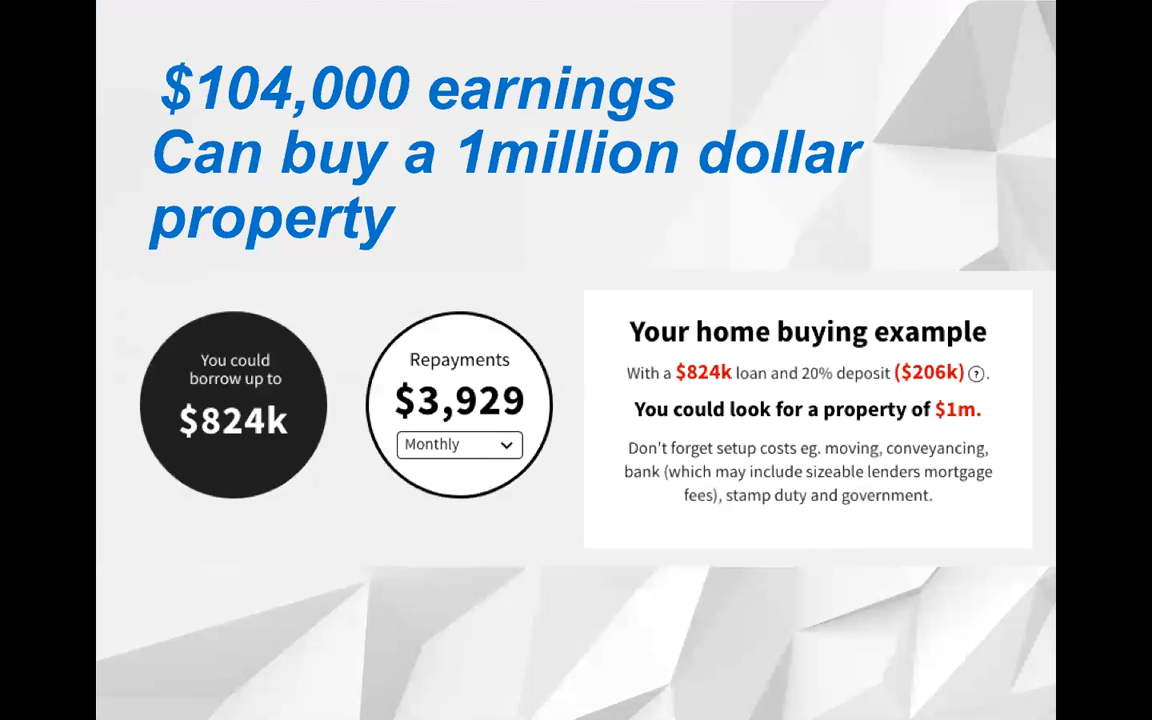 $104,000 earnings
Can buy a 1million dollar
property
You could
borrow up to
$824k
Repayments
$3,929
Monthly
Your home buying example
With a $824k loan and 20% deposit ($206k) ?.
You could look for a property of $1m.
Don't forget setup costs eg. moving, conveyancing,
bank (which may include sizeable lenders mortgage
fees), stamp duty and government.